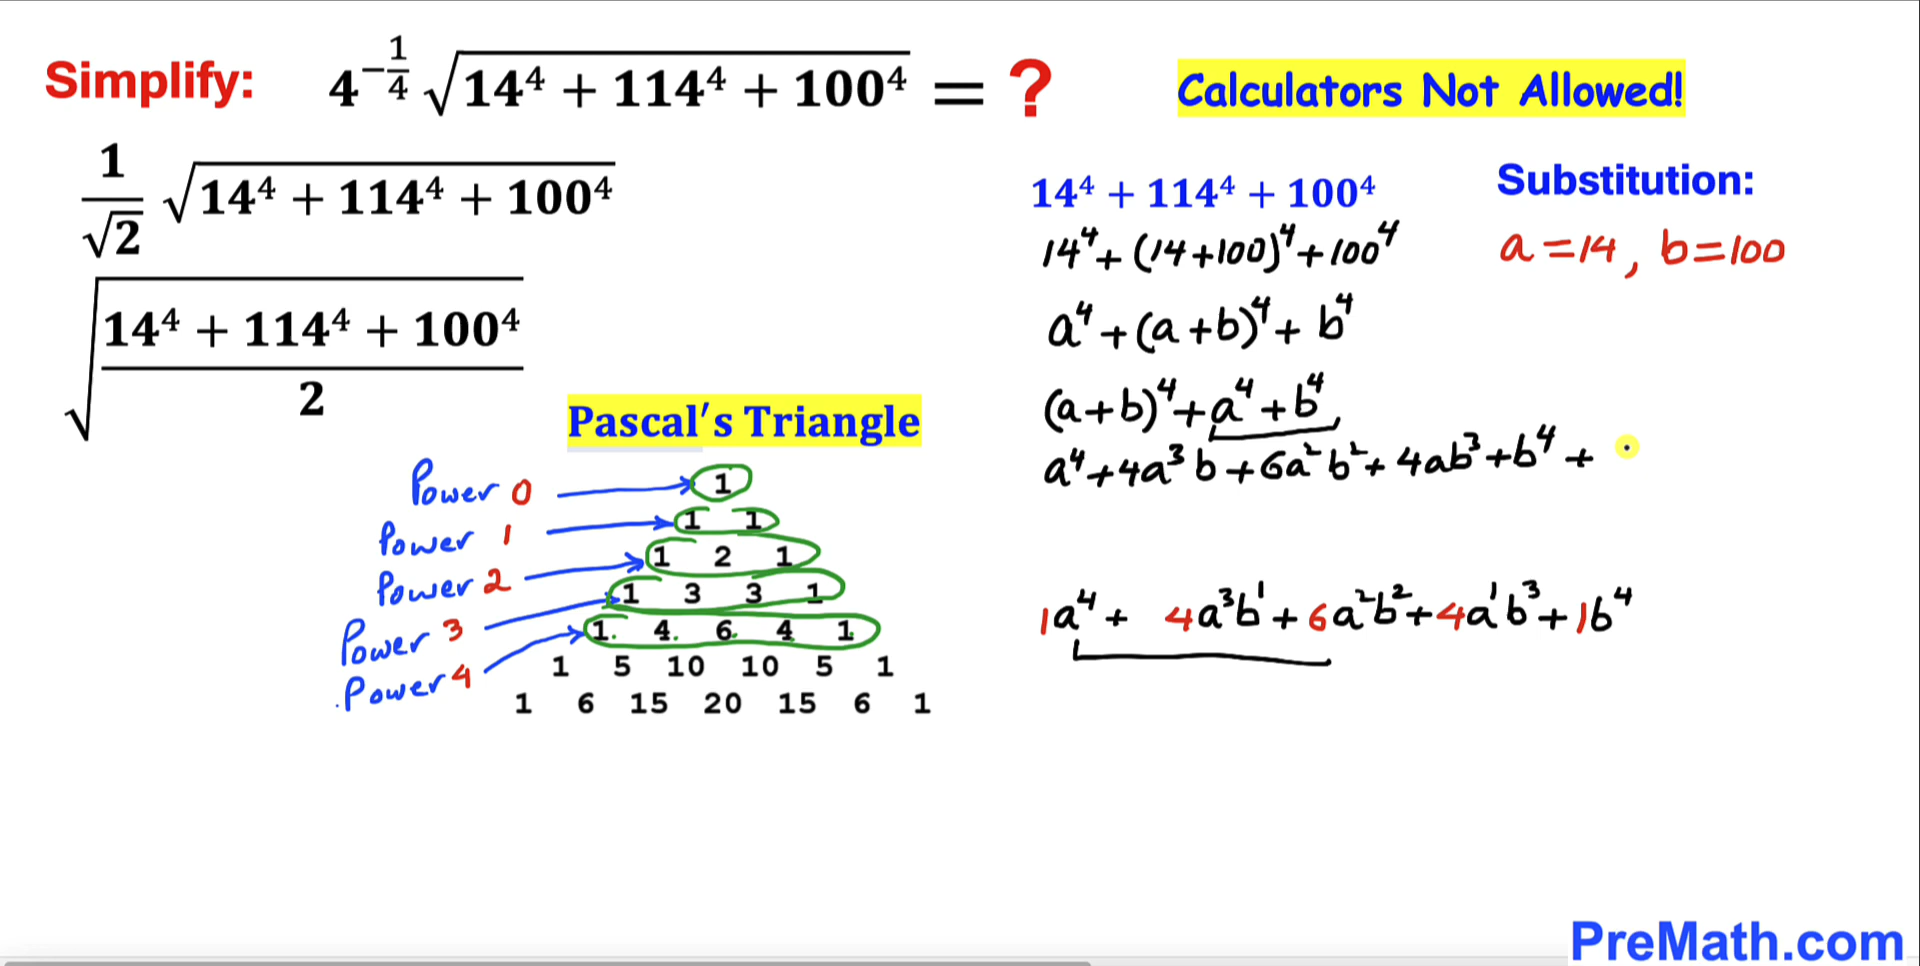 Simplify: 4^{-\frac{1}{4}} √(14⁴ + 114⁴ + 100⁴) = ?
Calculators Not Allowed!
\frac{1}{√2} √(14⁴ + 114⁴ + 100⁴)
√(\frac{14⁴ + 114⁴ + 100⁴}{2})
Pascal's Triangle
Power 0 1
Power 1 1 1
Power 2 1 2 1
Power 3 1 3 3 1
Power 4 1 4 6 4 1
1 5 10 10 5 1
1 6 15 20 15 6 1
14⁴ + 114⁴ + 100⁴
14⁴ + (14+100)⁴ + 100⁴
a⁴ + (a+b)⁴ + b⁴
(a+b)⁴ + a⁴ + b⁴
a⁴ + 4a³b + 6a²b² + 4ab³ + b⁴ +
1a⁴ + 4a³b¹ + 6a²b² + 4a¹b³ + 1b⁴
Substitution:
a = 14, b = 100
PreMath.com